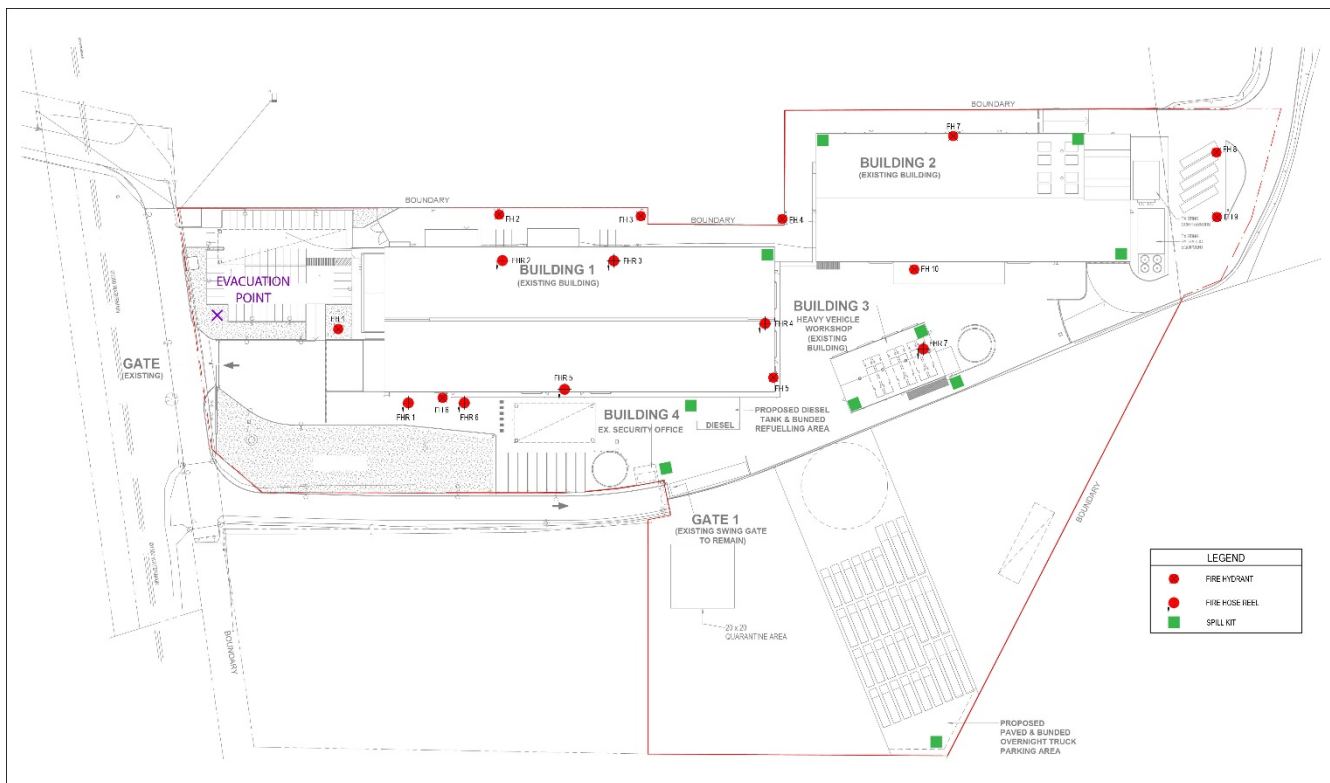 BOUNDARY
FH 7
BUILDING 2
(EXISTING BUILDING)
FH 8
BOUNDARY
BOUNDARY
FH 2
FH 3
FH 4
FH 9
FHR 2
FHR 3
BUILDING 1
(EXISTING BUILDING)
FH 10
EVACUATION
POINT
BUILDING 3
HEAVY VEHICLE
WORKSHOP
(EXISTING
BUILDING)
FH 1
FHR 4
FHR 7
GATE
(EXISTING)
FHR 5
FH 5
FHR 1
FH 6
FHR 6
BUILDING 4
EX. SECURITY OFFICE
DIESEL
PROPOSED DIESEL
TANK & BUNDED
REFUELLING AREA
GATE 1
(EXISTING SWING GATE
TO REMAIN)
BOUNDARY
20 x 20
QUARANTINE AREA
BOUNDARY
PROPOSED
PAVED & BUNDED
OVERNIGHT TRUCK
PARKING AREA
LEGEND
FIRE HYDRANT
FIRE HOSE REEL
SPILL KIT